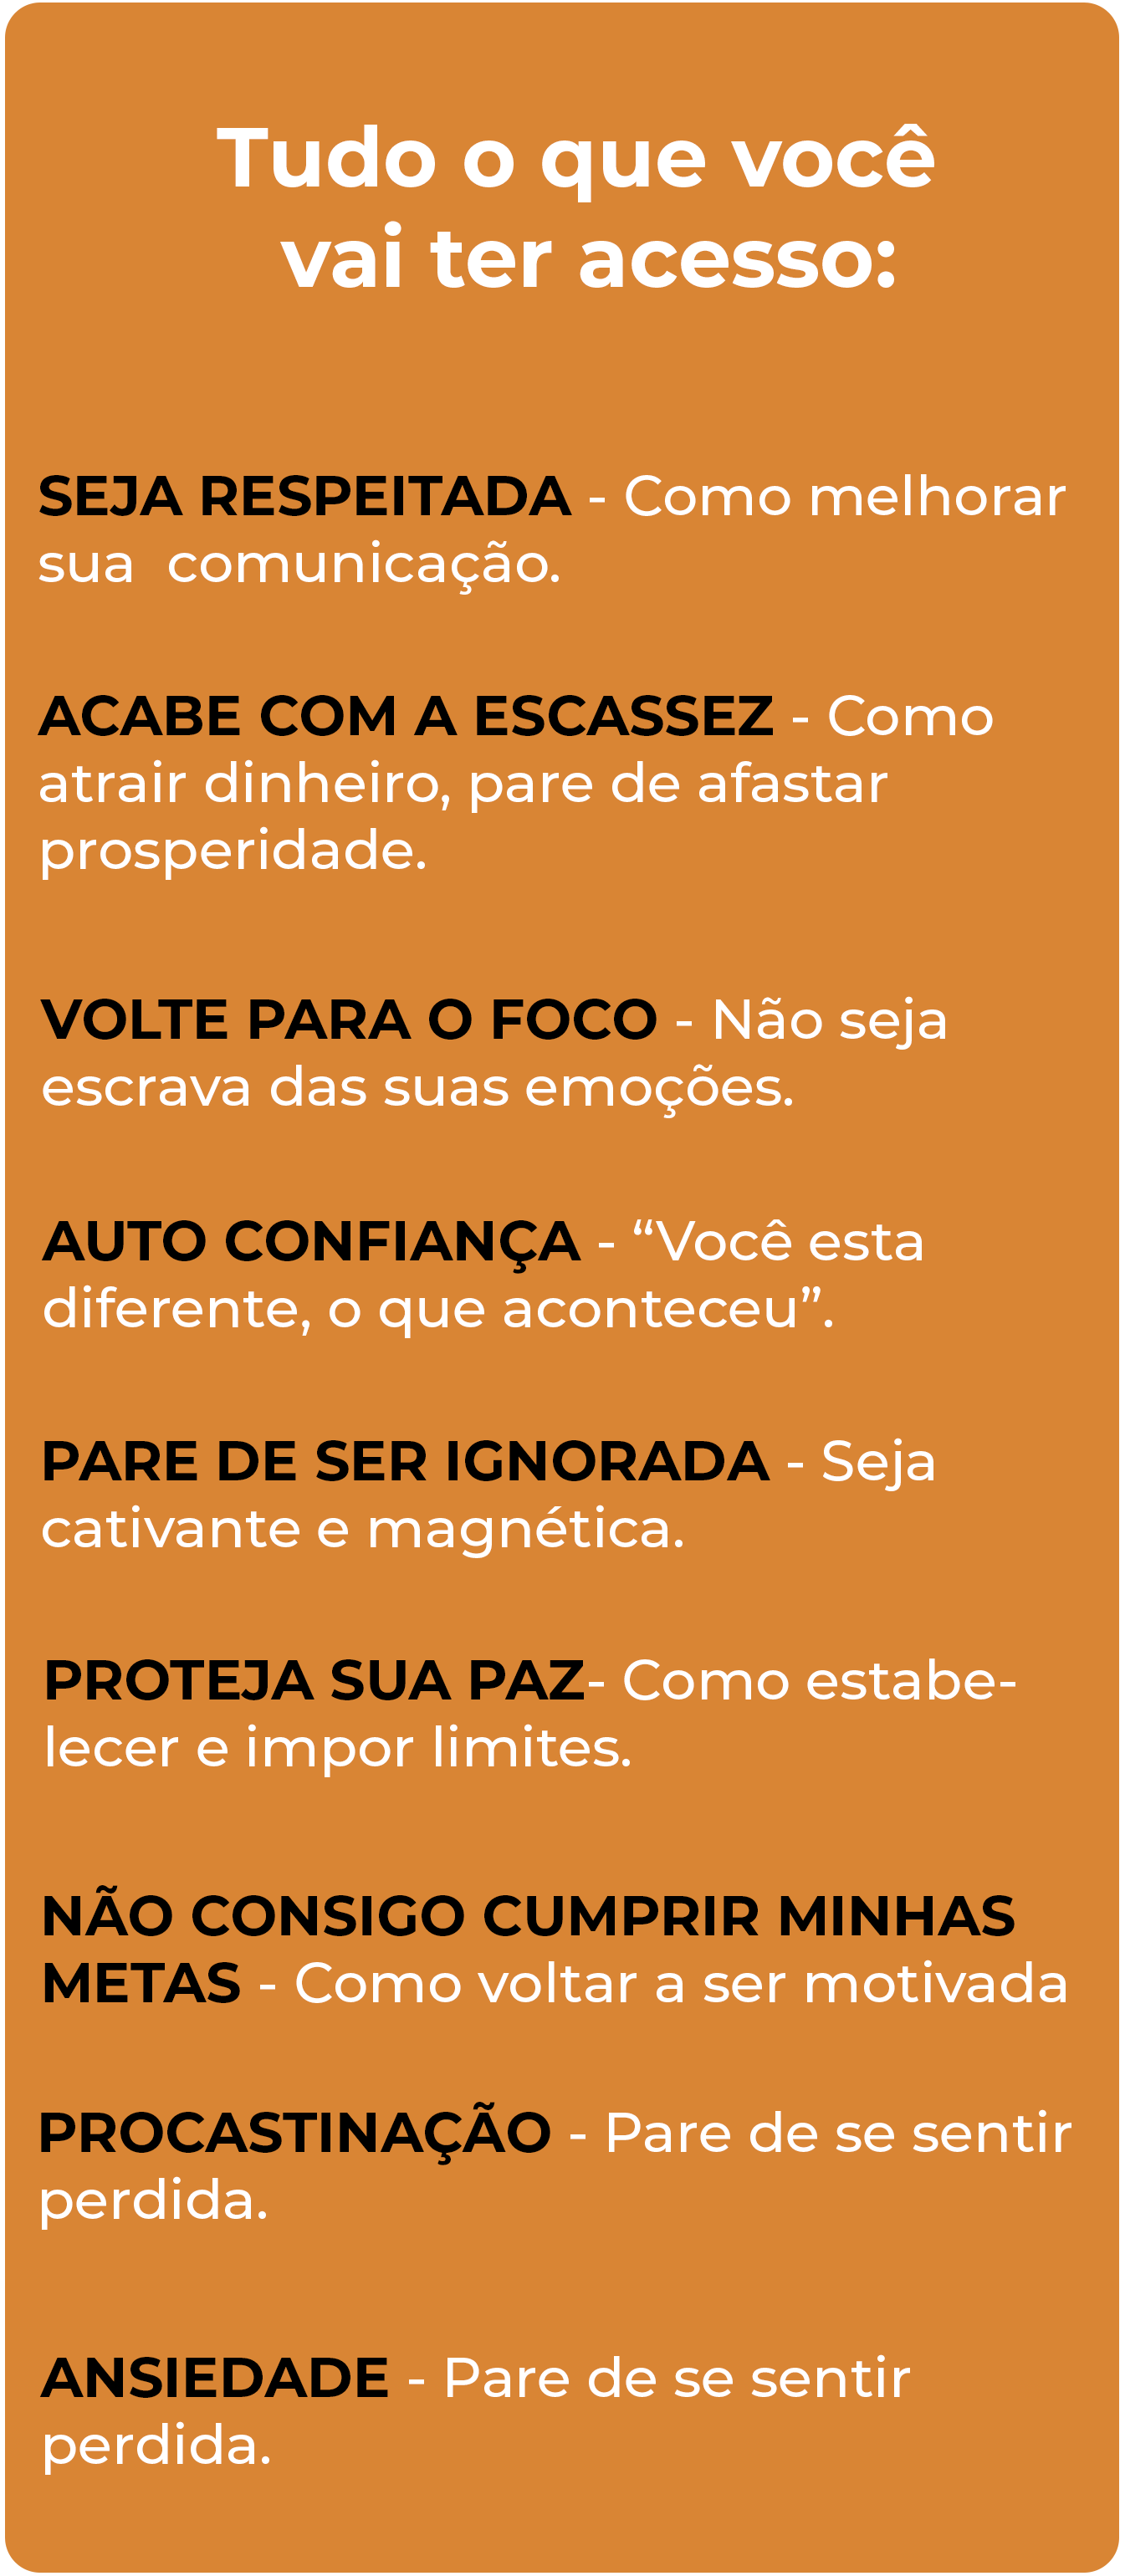 Tudo o que você
vai ter acesso:
SEJA RESPEITADA - Como melhorar
sua  comunicação.
ACABE COM A ESCASSEZ - Como
atrair dinheiro, pare de afastar
prosperidade.
VOLTE PARA O FOCO - Não seja
escrava das suas emoções.
AUTO CONFIANÇA - “Você esta
diferente, o que aconteceu”.
PARE DE SER IGNORADA - Seja
cativante e magnética.
PROTEJA SUA PAZ- Como estabe-
lecer e impor limites.
NÃO CONSIGO CUMPRIR MINHAS
METAS - Como voltar a ser motivada
PROCASTINAÇÃO - Pare de se sentir
perdida.
ANSIEDADE - Pare de se sentir
perdida.